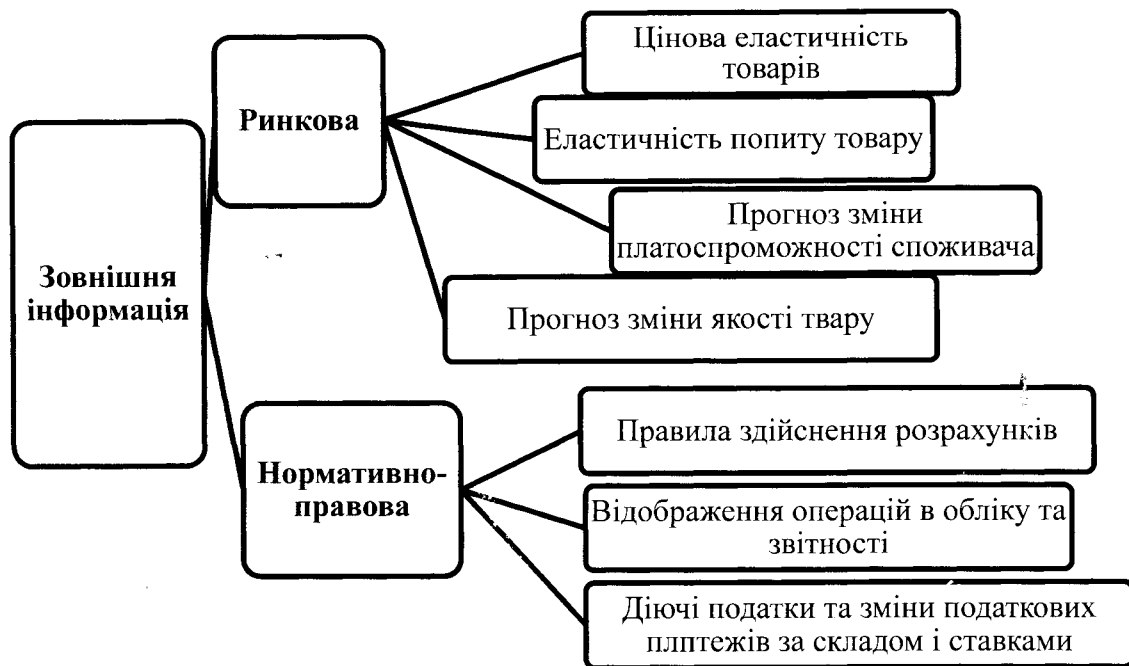 Зовнішня
інформація
Ринкова
Цінова еластичність
товарів
Еластичність попиту товару
Прогноз зміни
платоспроможності споживача
Прогноз зміни якості твару
Нормативно-
правова
Правила здійснення розрахунків
Відображення операцій в обліку та
звітності
Діючі податки та зміни податкових
плптежів за складом і ставками